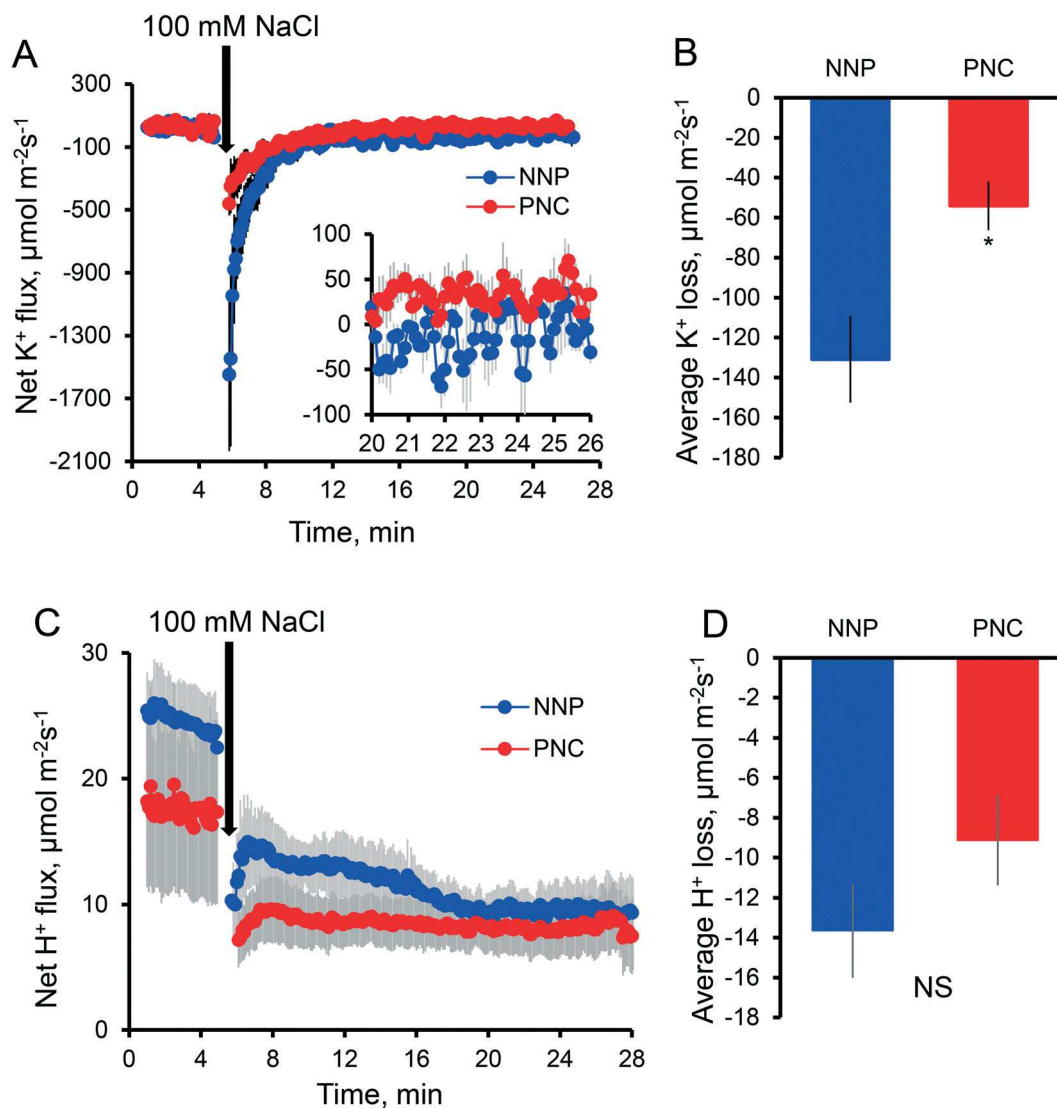 A
100 mM NaCl
Net K⁺ flux, µmol m⁻²s⁻¹
300
-100
-500
-900
-1300
-1700
-2100
NNP
PNC
100
50
0
-50
-100
20 21 22 23 24 25 26
0 4 8 12 16 20 24 28
Time, min
B
NNP PNC
Average K⁺ loss, µmol m⁻²s⁻¹
0
-20
-40
-60
-80
-100
-120
-140
-160
-180
*
C
100 mM NaCl
Net H⁺ flux, µmol m⁻²s⁻¹
30
20
10
0
NNP
PNC
0 4 8 12 16 20 24 28
Time, min
D
NNP PNC
Average H⁺ loss, µmol m⁻²s⁻¹
0
-2
-4
-6
-8
-10
-12
-14
-16
-18
NS